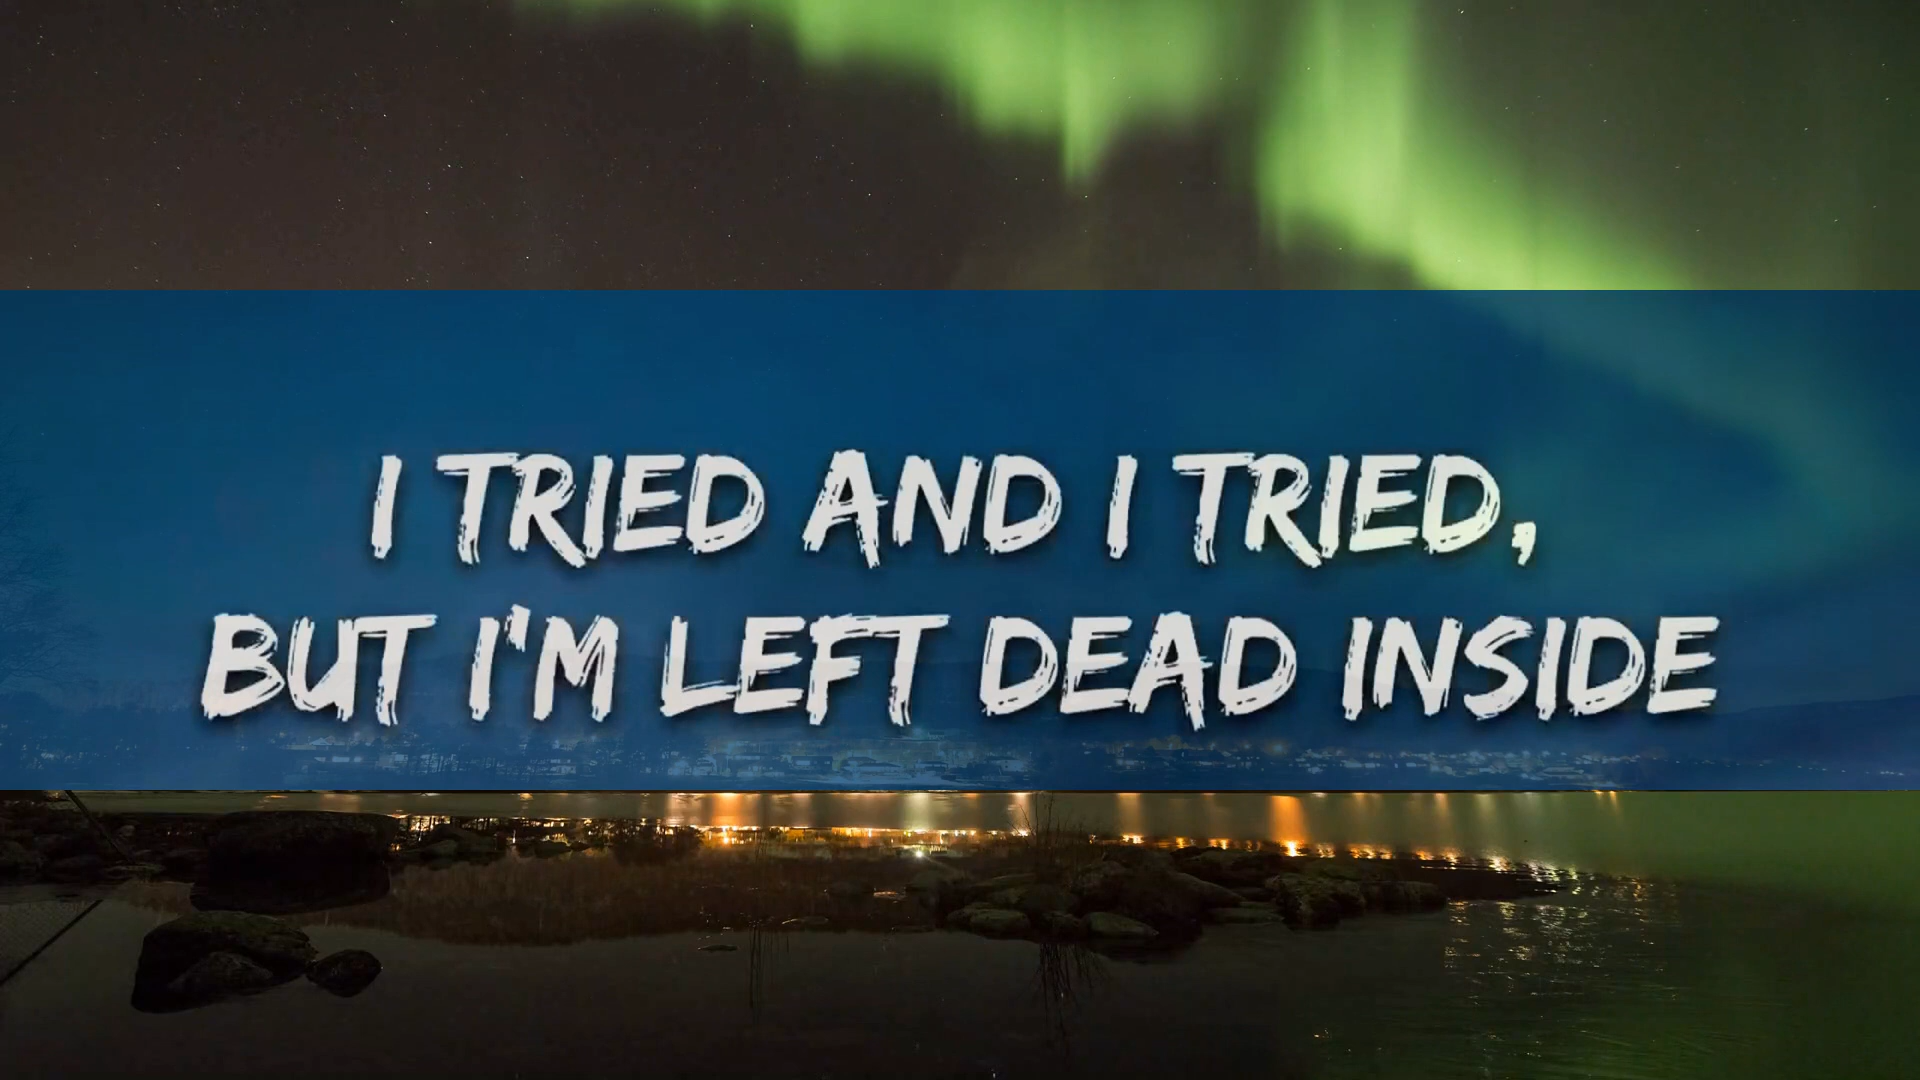 I TRIED AND I TRIED,
BUT I'M LEFT DEAD INSIDE